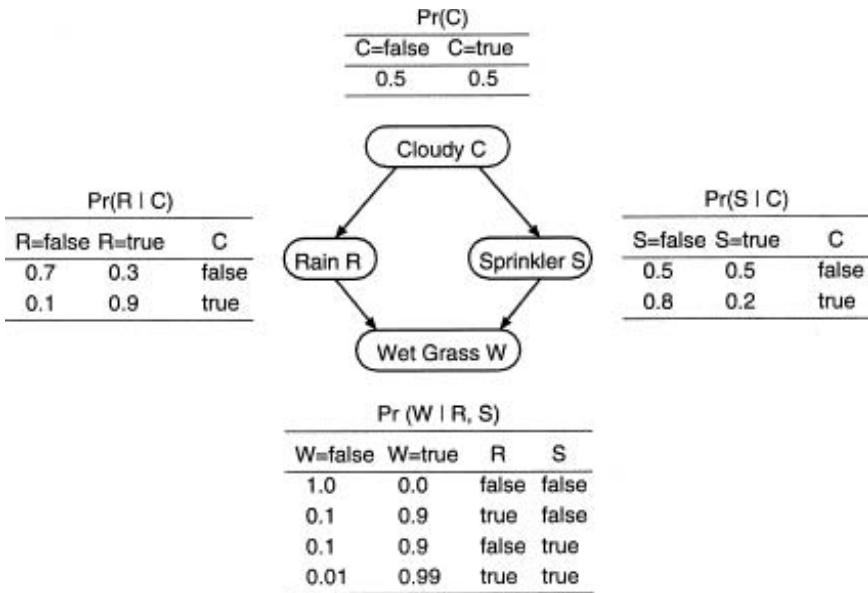 Pr(C)
C=false C=true
0.5 0.5
Cloudy C
Pr(R | C)
R=false R=true C
0.7 0.3 false
0.1 0.9 true
Rain R
Sprinkler S
Pr(S | C)
S=false S=true C
0.5 0.5 false
0.8 0.2 true
Wet Grass W
Pr (W | R, S)
W=false W=true R S
1.0 0.0 false false
0.1 0.9 true false
0.1 0.9 false true
0.01 0.99 true true